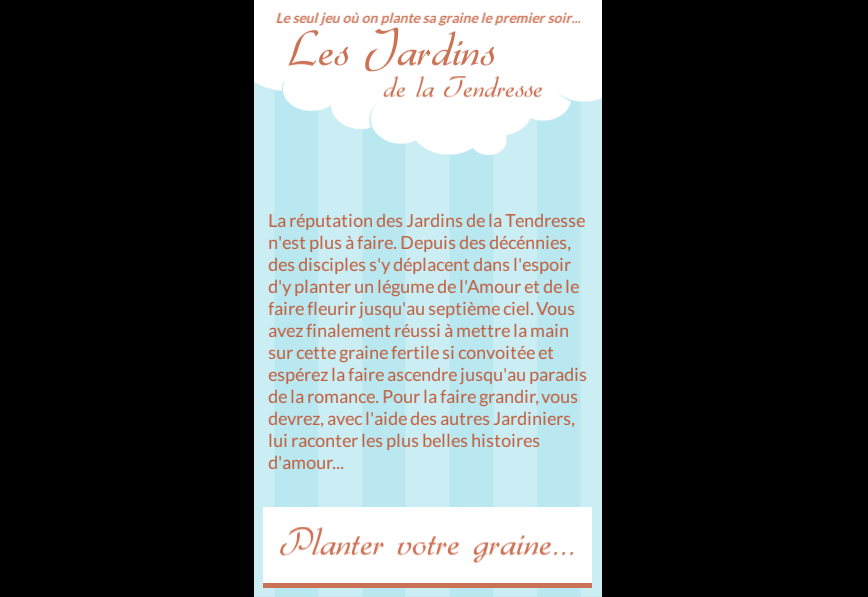 Le seul jeu où on plante sa graine le premier soir...
Les Jardins
de la Tendresse
La réputation des Jardins de la Tendresse
n'est plus à faire. Depuis des décénnies,
des disciples s'y déplacent dans l'espoir
d'y planter un légume de l'Amour et de le
faire fleurir jusqu'au septième ciel. Vous
avez finalement réussi à mettre la main
sur cette graine fertile si convoitée et
espérez la faire ascendre jusqu'au paradis
de la romance. Pour la faire grandir, vous
devrez, avec l'aide des autres Jardiniers,
lui raconter les plus belles histoires
d'amour...
Planter votre graine...